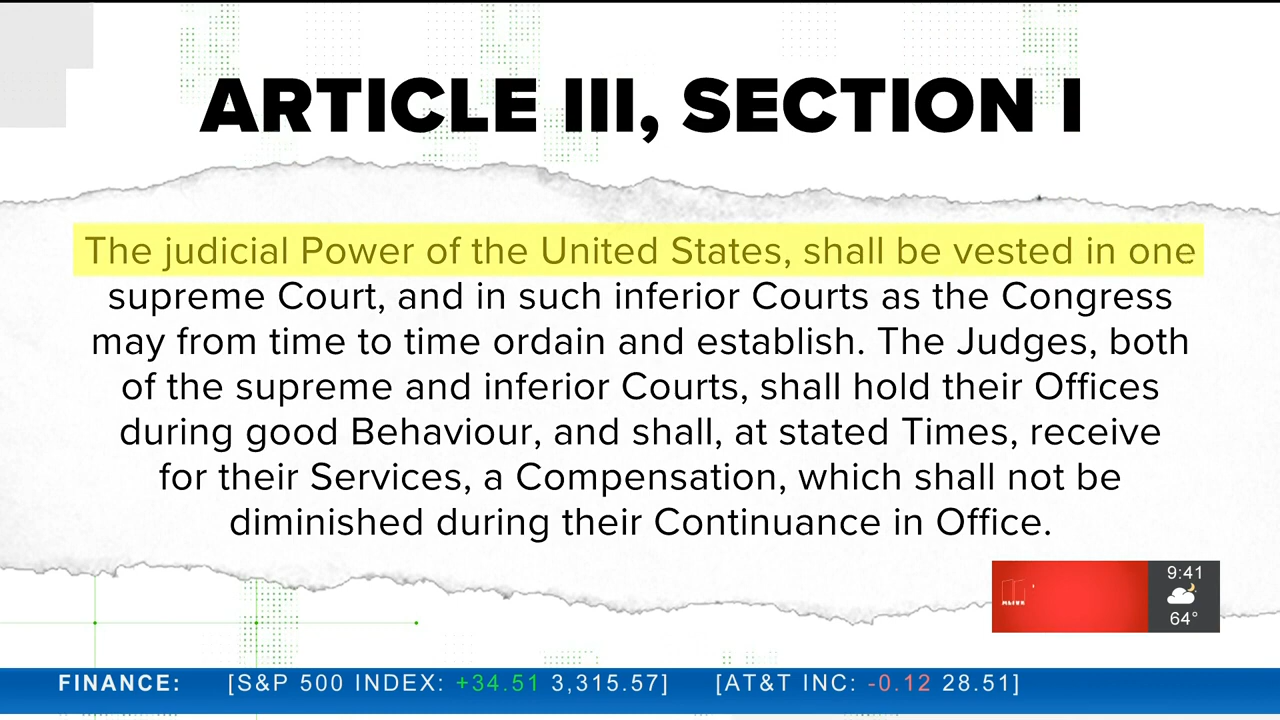 ARTICLE III, SECTION I
The judicial Power of the United States, shall be vested in one
supreme Court, and in such inferior Courts as the Congress
may from time to time ordain and establish. The Judges, both
of the supreme and inferior Courts, shall hold their Offices
during good Behaviour, and shall, at stated Times, receive
for their Services, a Compensation, which shall not be
diminished during their Continuance in Office.
9:41
64°
FINANCE: [S&P 500 INDEX: +34.51 3,315.57] [AT&T INC: -0.12 28.51]